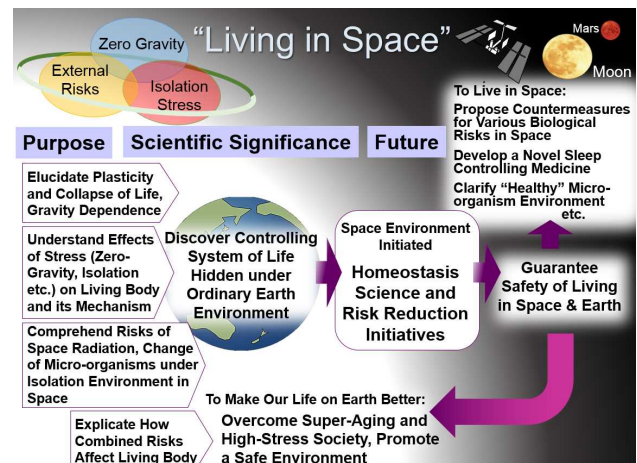 "Living in Space"
Zero Gravity
External
Risks
Isolation
Stress
Mars
Moon
Purpose
Scientific Significance
Future
To Live in Space:
Propose Countermeasures
for Various Biological
Risks in Space
Develop a Novel Sleep
Controlling Medicine
Clarify "Healthy" Micro-
organism Environment
etc.
Elucidate Plasticity
and Collapse of Life,
Gravity Dependence
Understand Effects
of Stress (Zero-
Gravity, Isolation
etc.) on Living Body
and its Mechanism
Comprehend Risks of
Space Radiation, Change
of Micro-organisms under
Isolation Environment in
Space
Explicate How
Combined Risks
Affect Living Body
Discover Controlling
System of Life
Hidden under
Ordinary Earth
Environment
Space Environment
Initiated
Homeostasis
Science and
Risk Reduction
Initiatives
Guarantee
Safety of Living
in Space & Earth
To Make Our Life on Earth Better:
Overcome Super-Aging and
High-Stress Society, Promote
a Safe Environment